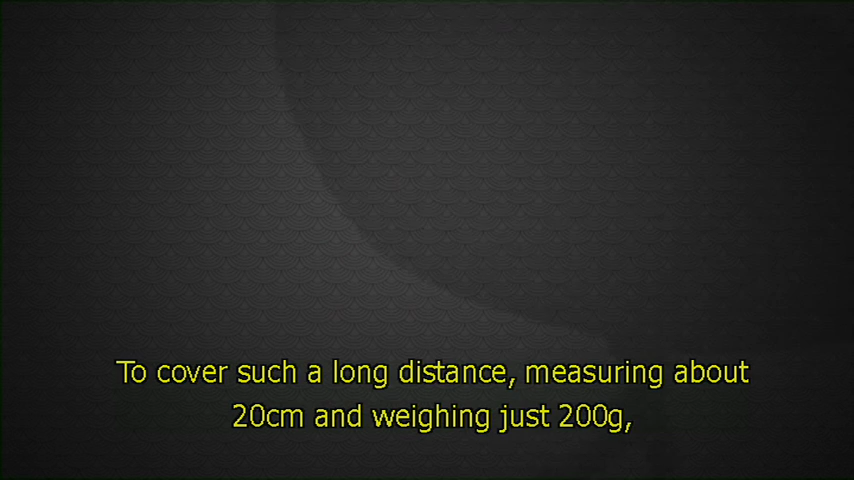 To cover such a long distance, measuring about
20cm and weighing just 200g,